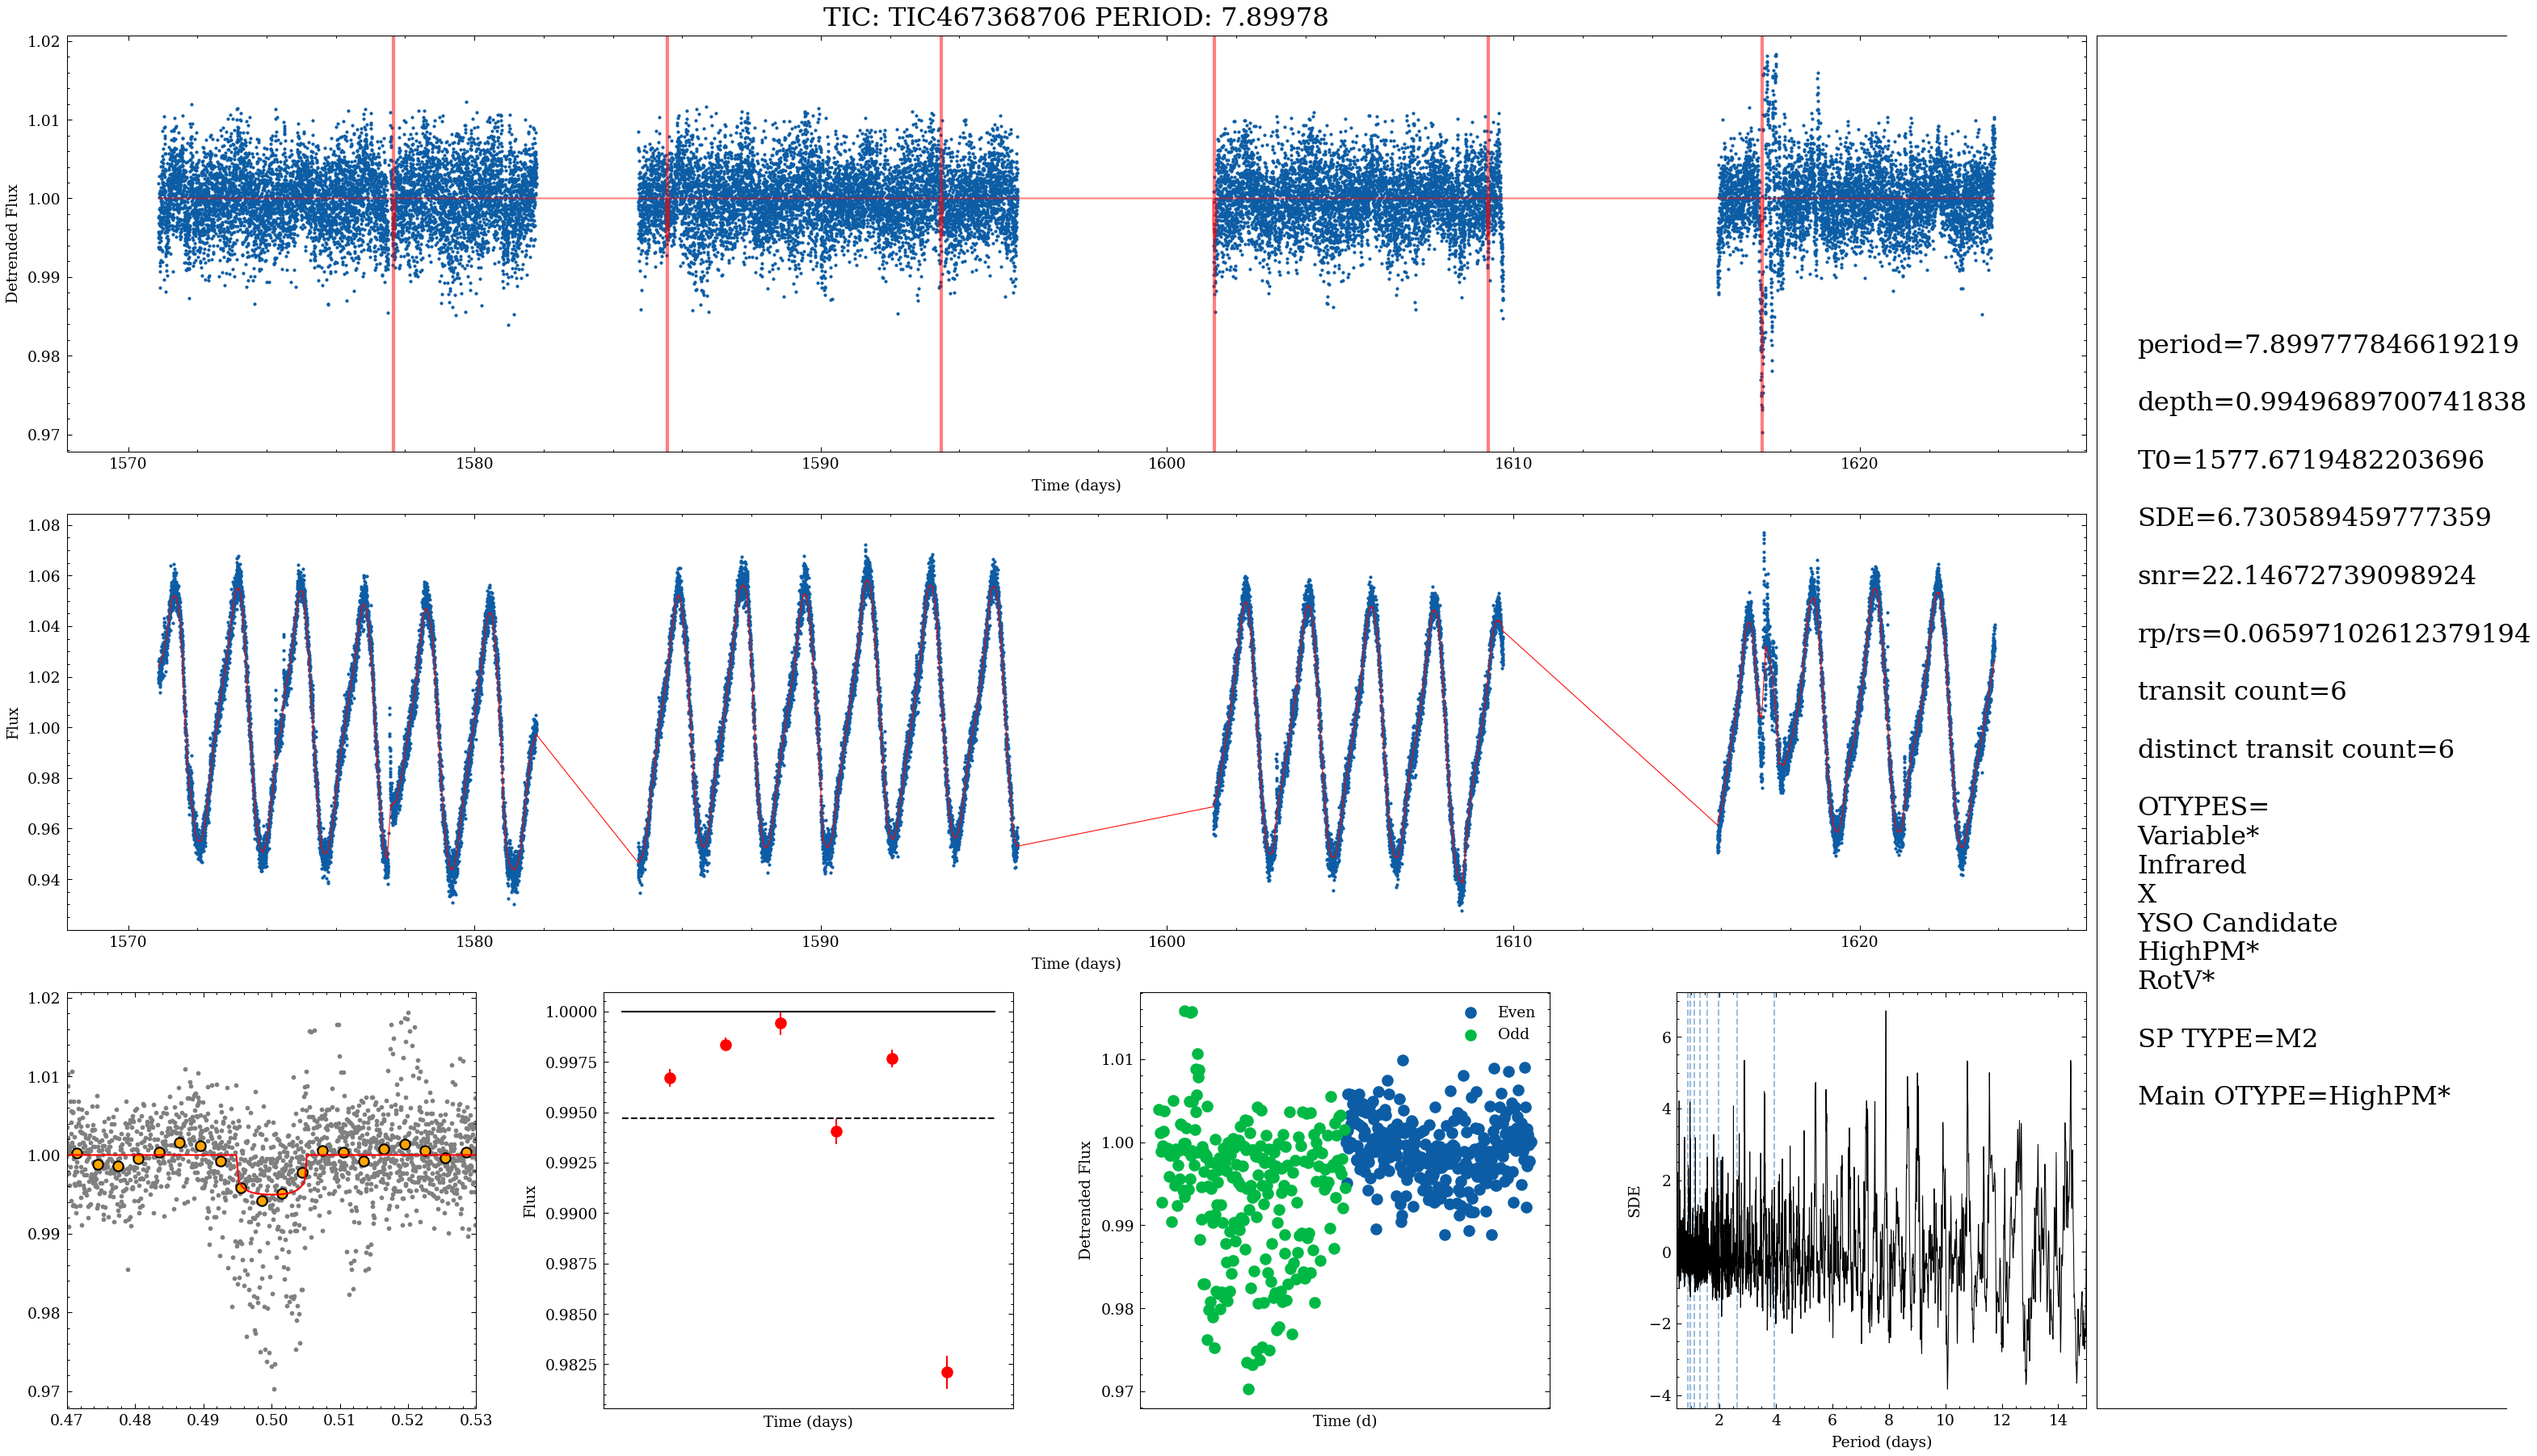 TIC: TIC467368706 PERIOD: 7.89978
1.02
1.01
1.00
0.99
0.98
0.97
Detrended Flux
1570
1580
1590
1600
1610
1620
Time (days)
1.08
1.06
1.04
1.02
1.00
0.98
0.96
0.94
Flux
1570
1580
1590
1600
1610
1620
Time (days)
1.02
1.01
1.00
0.99
0.98
0.97
0.47
0.48
0.49
0.50
0.51
0.52
0.53
1.0000
0.9975
0.9950
0.9925
0.9900
0.9875
0.9850
0.9825
Flux
Time (days)
Even
Odd
1.01
1.00
0.99
0.98
0.97
Detrended Flux
Time (d)
6
4
2
0
−2
−4
SDE
2
4
6
8
10
12
14
Period (days)
period=7.899777846619219
depth=0.9949689700741838
T0=1577.6719482203696
SDE=6.730589459777359
snr=22.14672739098924
rp/rs=0.06597102612379194
transit count=6
distinct transit count=6
OTYPES=
Variable*
Infrared
X
YSO Candidate
HighPM*
RotV*
SP TYPE=M2
Main OTYPE=HighPM*